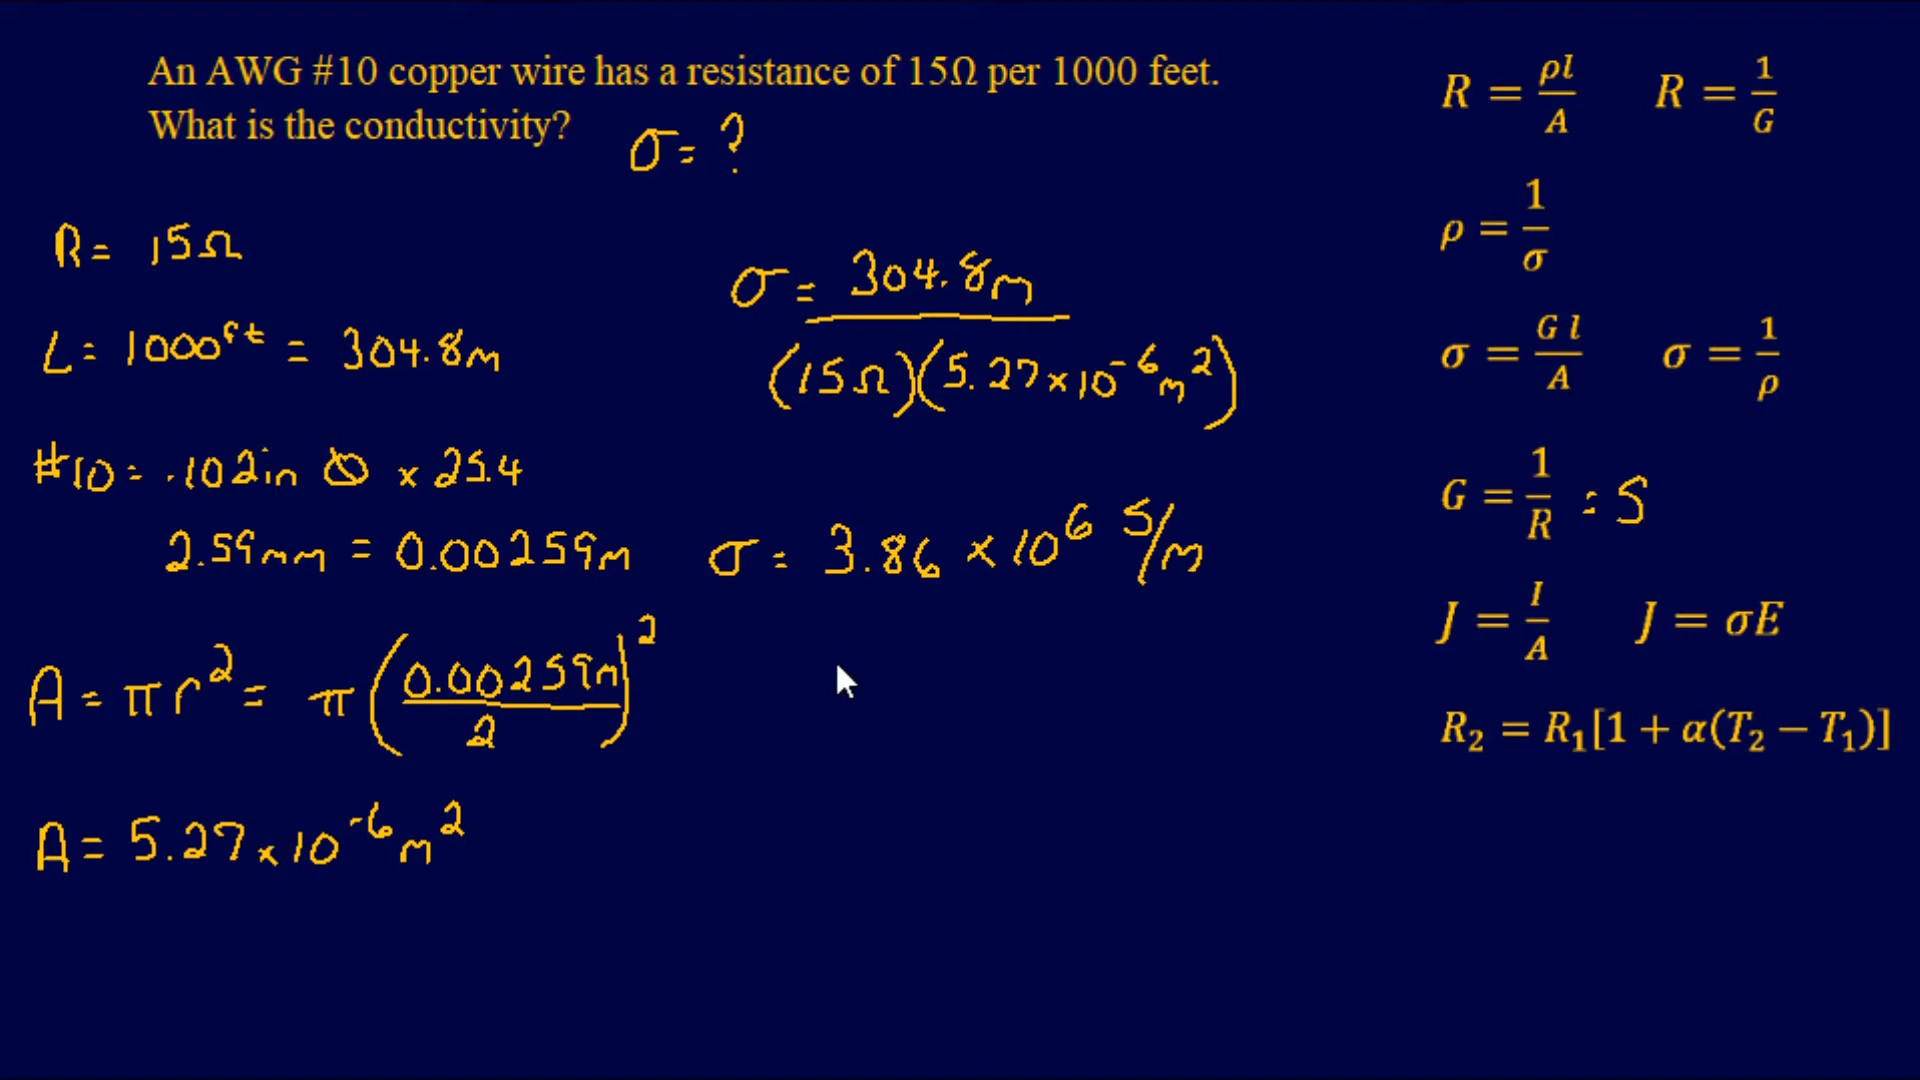 An AWG #10 copper wire has a resistance of 15Ω per 1000 feet.
What is the conductivity? σ = ?
R = 15Ω
L = 1000ft = 304.8m
#10 = .102in ⦰ × 25.4
2.59mm = 0.00259m
A = πr² = π(0.00259m/2)²
A = 5.27×10⁻⁶m²
σ = 304.8m/(15Ω)(5.27×10⁻⁶m²)
σ = 3.86 × 10⁶ S/m
R = ρl/A R = 1/G
ρ = 1/σ
σ = G l/A σ = 1/ρ
G = 1/R = S
J = I/A J = σE
R₂ = R₁[1 + α(T₂ − T₁)]